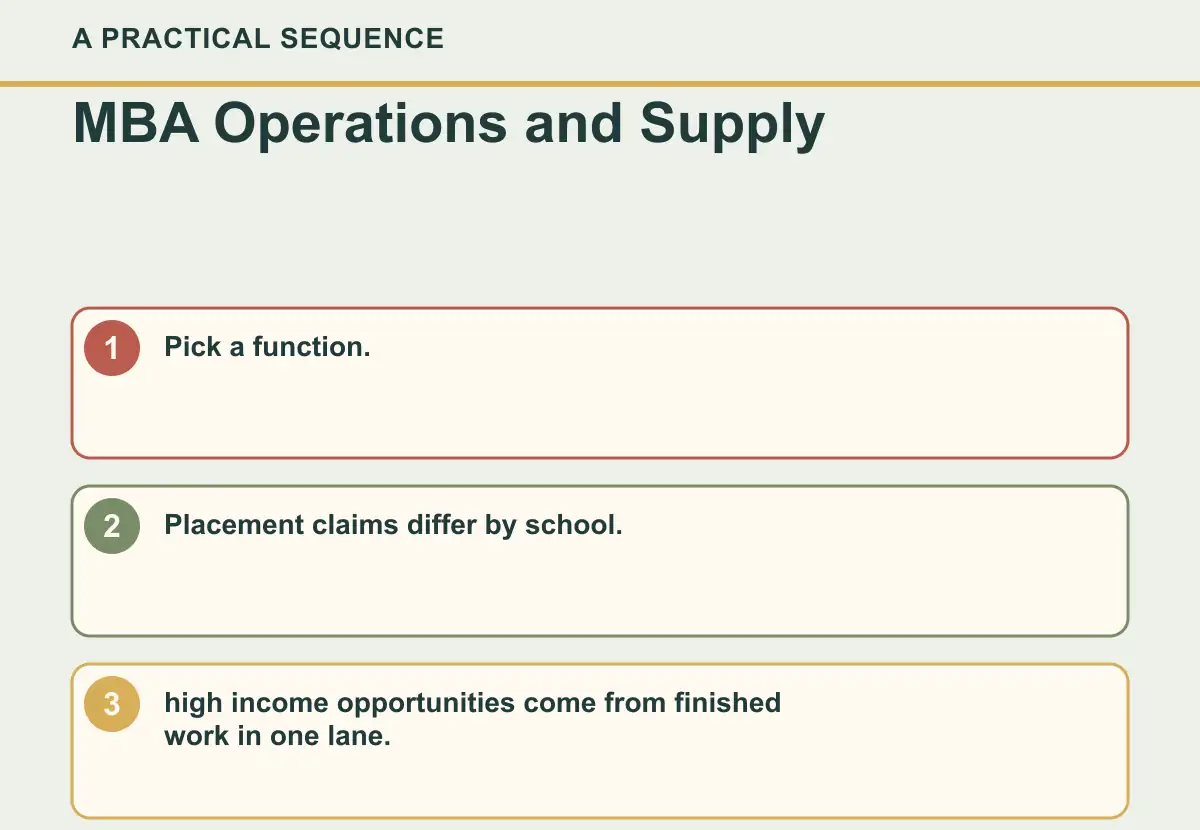 A PRACTICAL SEQUENCE
MBA Operations and Supply
1
Pick a function.
2
Placement claims differ by school.
3
high income opportunities come from finished
work in one lane.